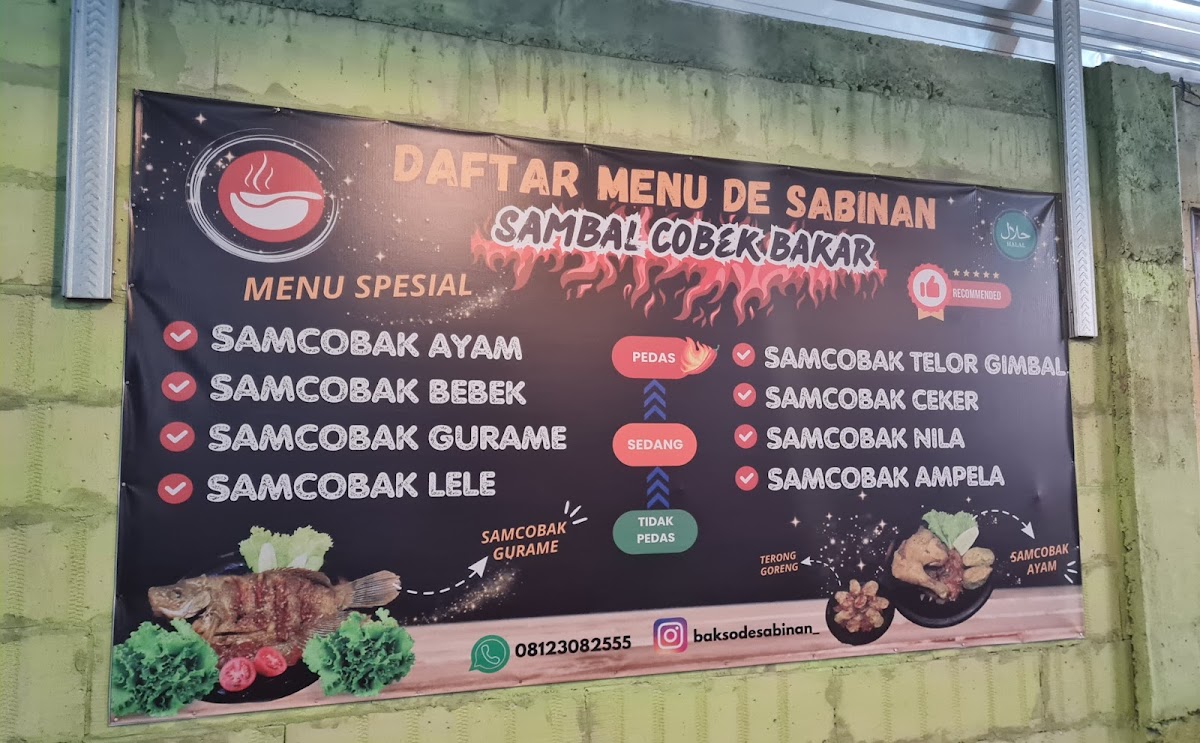 DAFTAR MENU DE SABINAN
SAMBAL COBEK BAKAR
حلال
HALAL
RECOMMENDED
MENU SPESIAL
SAMCOBAK AYAM
SAMCOBAK BEBEK
SAMCOBAK GURAME
SAMCOBAK LELE
PEDAS
SEDANG
TIDAK
PEDAS
SAMCOBAK TELOR GIMBAL
SAMCOBAK CEKER
SAMCOBAK NILA
SAMCOBAK AMPELA
SAMCOBAK
GURAME
TERONG
GORENG
SAMCOBAK
AYAM
08123082555
baksodesabinan_